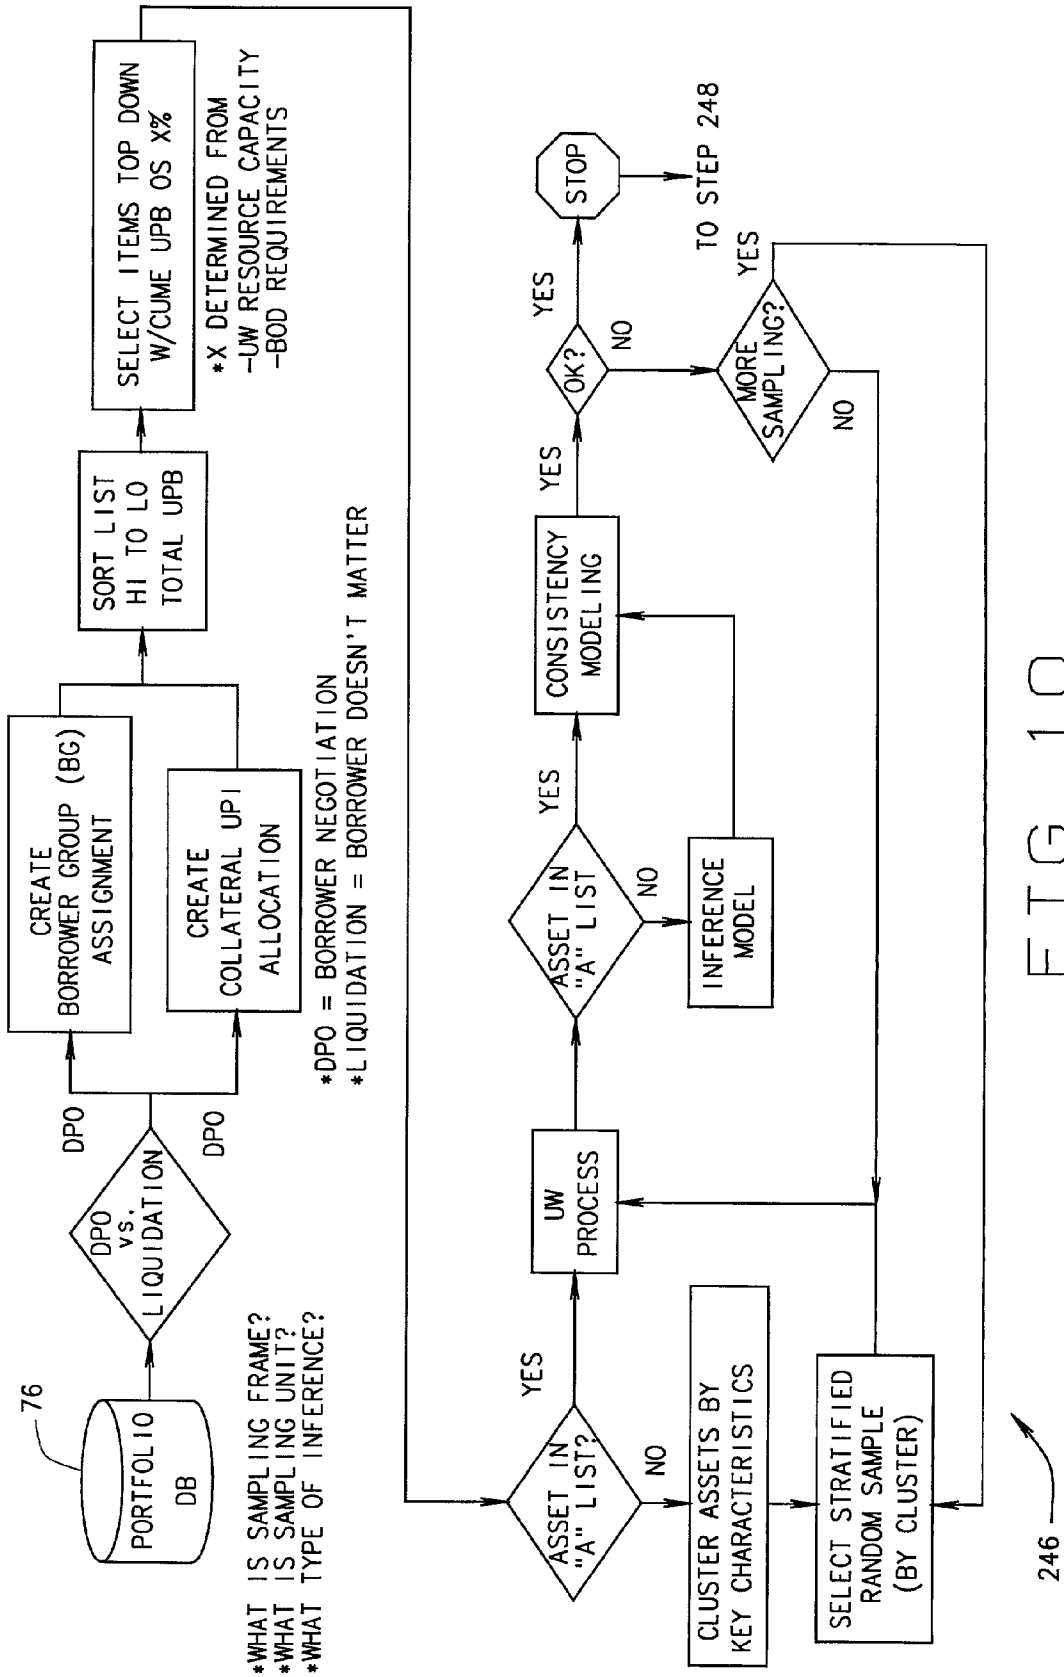 76
PORTFOLIO
DB
*WHAT IS SAMPLING FRAME?
*WHAT IS SAMPLING UNIT?
*WHAT TYPE OF INFERENCE?
DPO
vs.
LIQUIDATION
DPO
DPO
CREATE
BORROWER GROUP (BG)
ASSIGNMENT
CREATE
COLLATERAL UPI
ALLOCATION
*DPO = BORROWER NEGOTIATION
*LIQUIDATION = BORROWER DOESN'T MATTER
SORT LIST
HI TO LO
TOTAL UPB
SELECT ITEMS TOP DOWN
W/CUME UPB OS X%
*X DETERMINED FROM
-UW RESOURCE CAPACITY
-BOD REQUIREMENTS
ASSET IN
"A" LIST?
YES
NO
CLUSTER ASSETS BY
KEY CHARACTERISTICS
SELECT STRATIFIED
RANDOM SAMPLE
(BY CLUSTER)
UW
PROCESS
ASSET IN
"A" LIST
YES
NO
INFERENCE
MODEL
CONSISTENCY
MODELING
YES
OK?
YES
NO
STOP
TO STEP 248
MORE
SAMPLING?
YES
NO
246
FIG 10